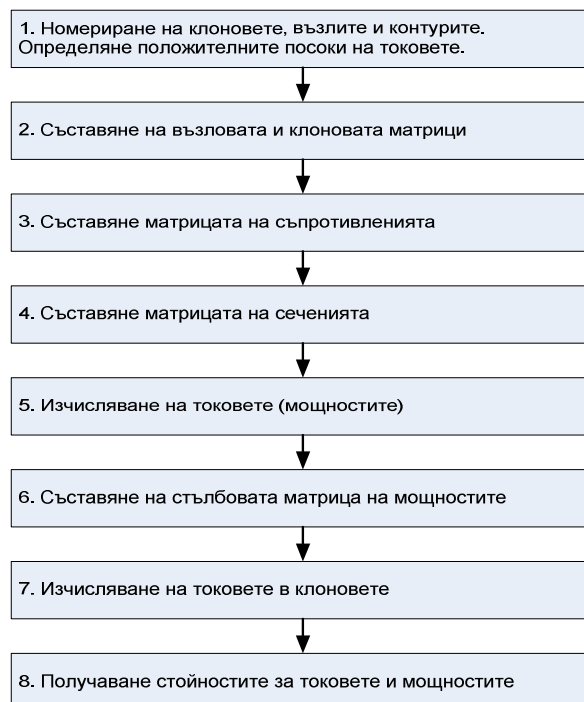 1. Номериране на клоновете, възлите и контурите.
Определяне положителните посоки на токовете.
2. Съставяне на възловата и клоновата матрици
3. Съставяне матрицата на съпротивленията
4. Съставяне матрицата на сеченията
5. Изчисляване на токовете (мощностите)
6. Съставяне на стълбовата матрица на мощностите
7. Изчисляване на токовете в клоновете
8. Получаване стойностите за токовете и мощностите